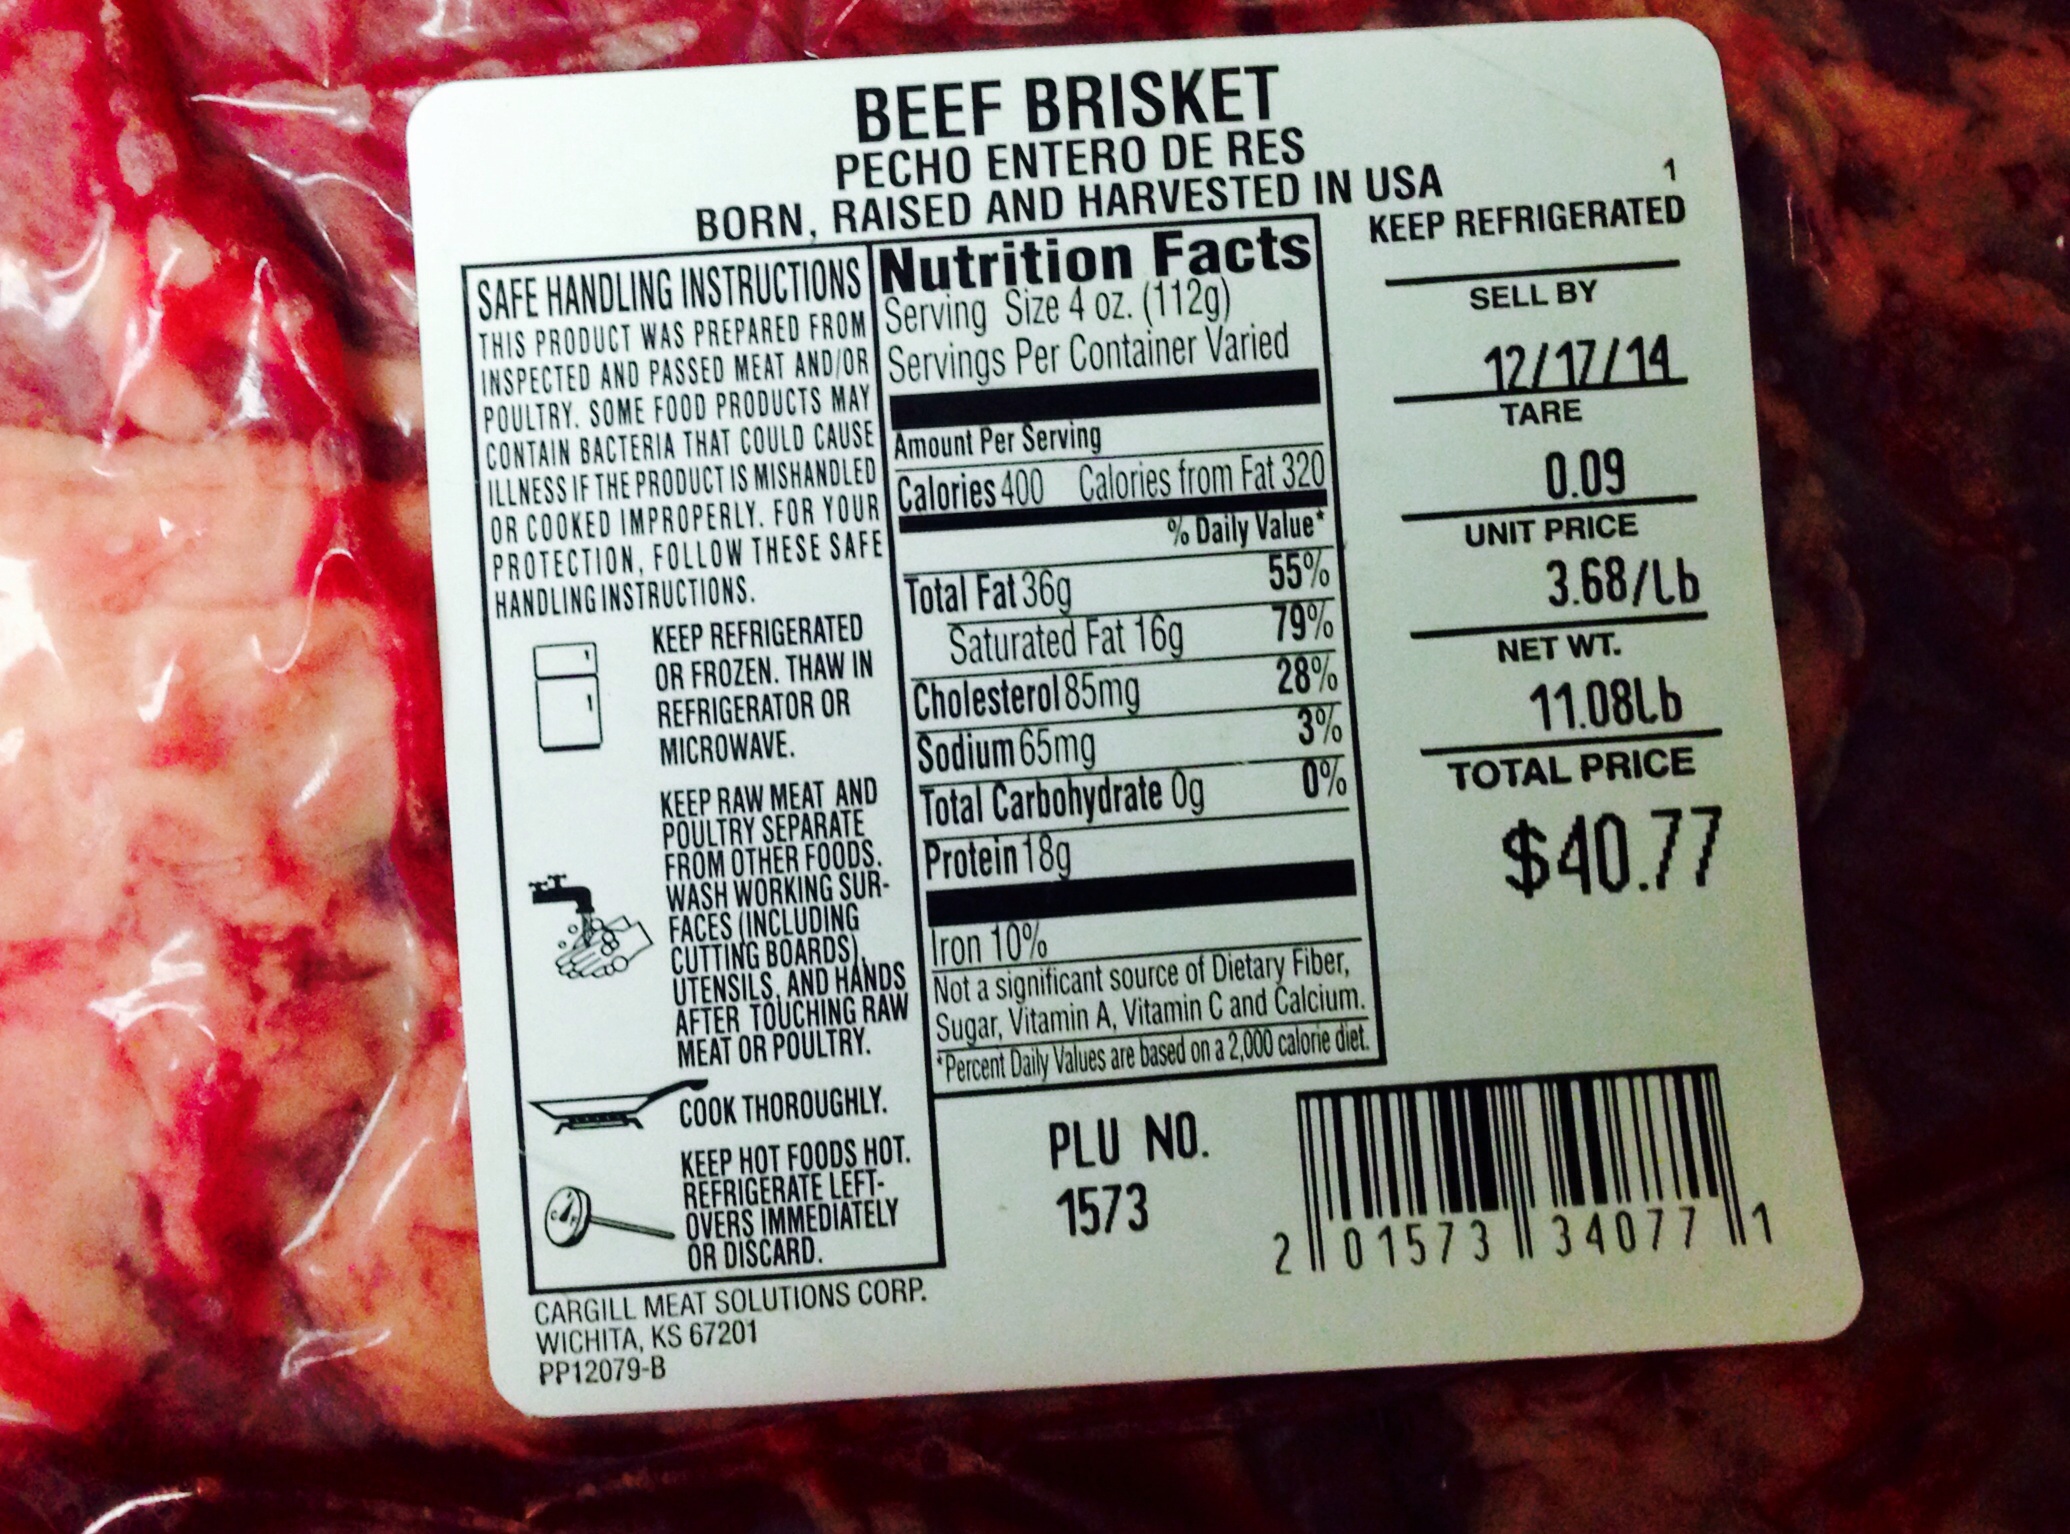 BEEF BRISKET
PECHO ENTERO DE RES
BORN, RAISED AND HARVESTED IN USA
SAFE HANDLING INSTRUCTIONS
THIS PRODUCT WAS PREPARED FROM
INSPECTED AND PASSED MEAT AND/OR
POULTRY. SOME FOOD PRODUCTS MAY
CONTAIN BACTERIA THAT COULD CAUSE
ILLNESS IF THE PRODUCT IS MISHANDLED
OR COOKED IMPROPERLY. FOR YOUR
PROTECTION, FOLLOW THESE SAFE
HANDLING INSTRUCTIONS.
KEEP REFRIGERATED
OR FROZEN. THAW IN
REFRIGERATOR OR
MICROWAVE.
KEEP RAW MEAT AND
POULTRY SEPARATE
FROM OTHER FOODS.
WASH WORKING SUR-
FACES (INCLUDING
CUTTING BOARDS),
UTENSILS, AND HANDS
AFTER TOUCHING RAW
MEAT OR POULTRY.
COOK THOROUGHLY.
KEEP HOT FOODS HOT.
REFRIGERATE LEFT-
OVERS IMMEDIATELY
OR DISCARD.
CARGILL MEAT SOLUTIONS CORP.
WICHITA, KS 67201
PP12079-B
Nutrition Facts
Serving Size 4 oz. (112g)
Servings Per Container Varied
Amount Per Serving
Calories 400 Calories from Fat 320
% Daily Value*
Total Fat 36g 55%
Saturated Fat 16g 79%
Cholesterol 85mg 28%
Sodium 65mg 3%
Total Carbohydrate 0g 0%
Protein 18g
Iron 10%
Not a significant source of Dietary Fiber,
Sugar, Vitamin A, Vitamin C and Calcium.
*Percent Daily Values are based on a 2,000 calorie diet.
PLU NO.
1573
1
KEEP REFRIGERATED
SELL BY
12/17/14
TARE
0.09
UNIT PRICE
3.68/Lb
NET WT.
11.08Lb
TOTAL PRICE
$40.77
2 01573 34077 1